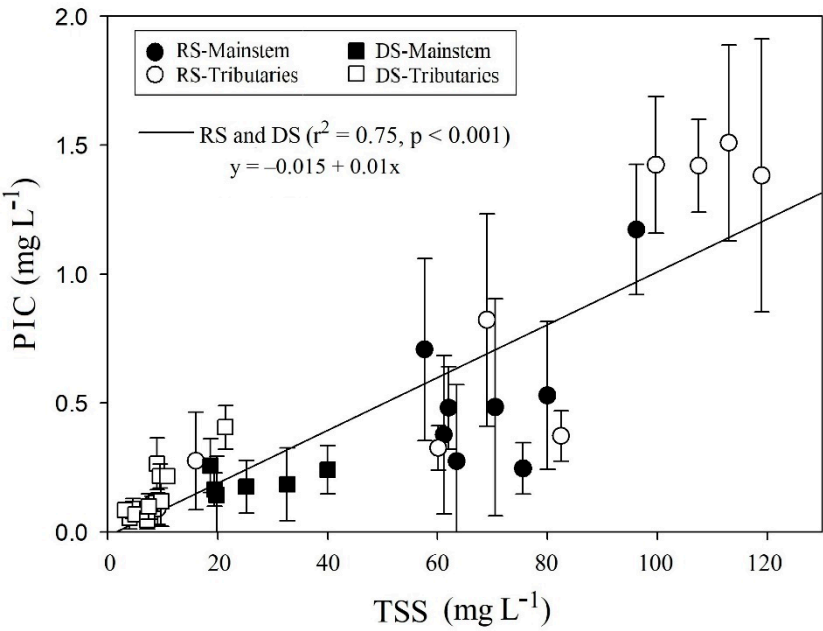 2.0
RS-Mainstem DS-Mainstem
RS-Tributaries DS-Tributaries
1.5
RS and DS (r² = 0.75, p < 0.001)
y = –0.015 + 0.01x
PIC (mg L⁻¹)
1.0
0.5
0.0
0 20 40 60 80 100 120
TSS (mg L⁻¹)